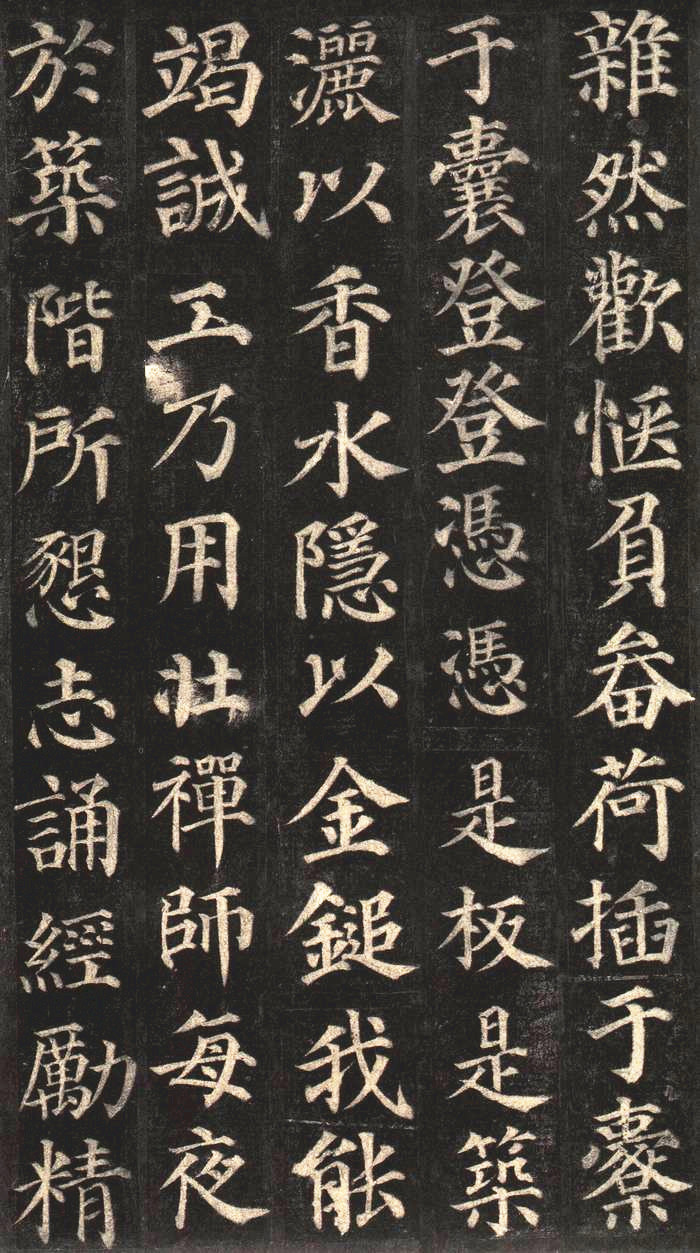 雜然歡愜負畚荷插于橐
于囊登登憑憑是板是築
灑以香水隱以金鎚我能
竭誠工乃用壯禪師每夜
於築階所懇志誦經勵精